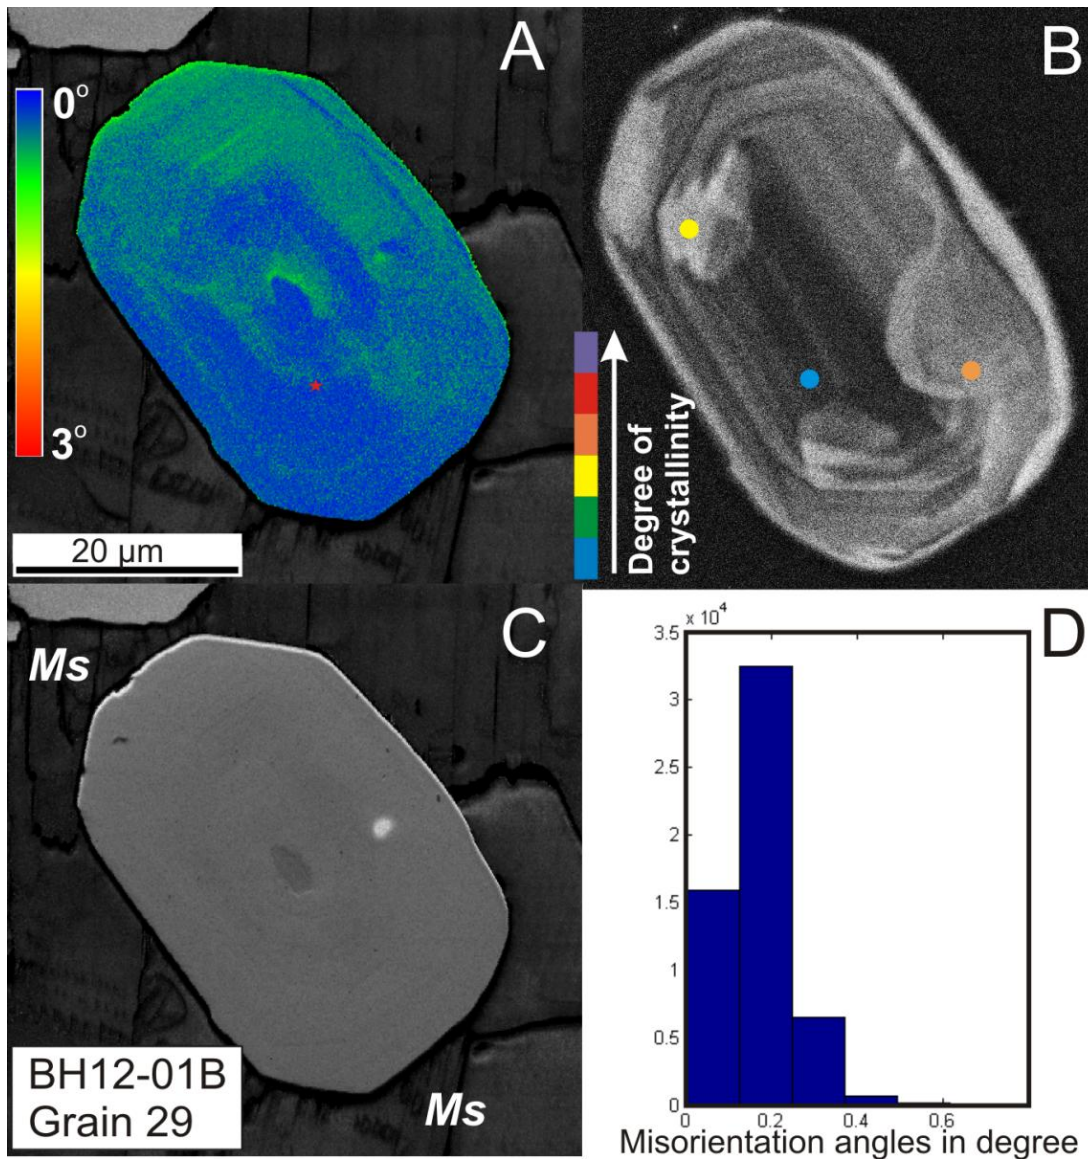 A
0°
3°
20 µm
B
Degree of
crystallinity
C
Ms
Ms
BH12-01B
Grain 29
D
x 10⁴
3.5
3
2.5
2
1.5
1
0.5
0
0 0.2 0.4 0.6
Misorientation angles in degree